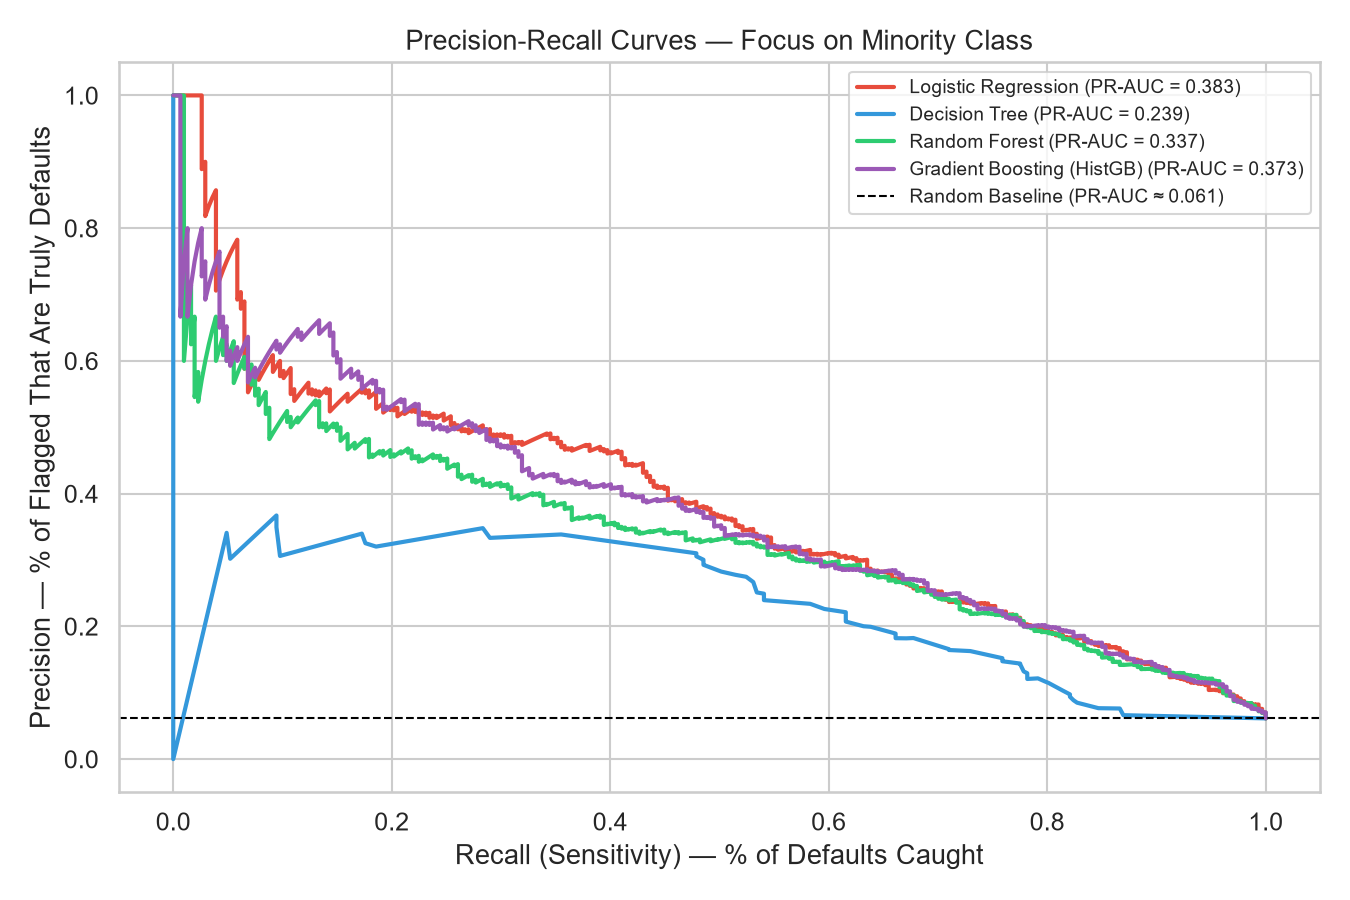 Precision-Recall Curves — Focus on Minority Class
Logistic Regression (PR-AUC = 0.383)
Decision Tree (PR-AUC = 0.239)
Random Forest (PR-AUC = 0.337)
Gradient Boosting (HistGB) (PR-AUC = 0.373)
Random Baseline (PR-AUC ≈ 0.061)
Precision — % of Flagged That Are Truly Defaults
1.0
0.8
0.6
0.4
0.2
0.0
0.0 0.2 0.4 0.6 0.8 1.0
Recall (Sensitivity) — % of Defaults Caught